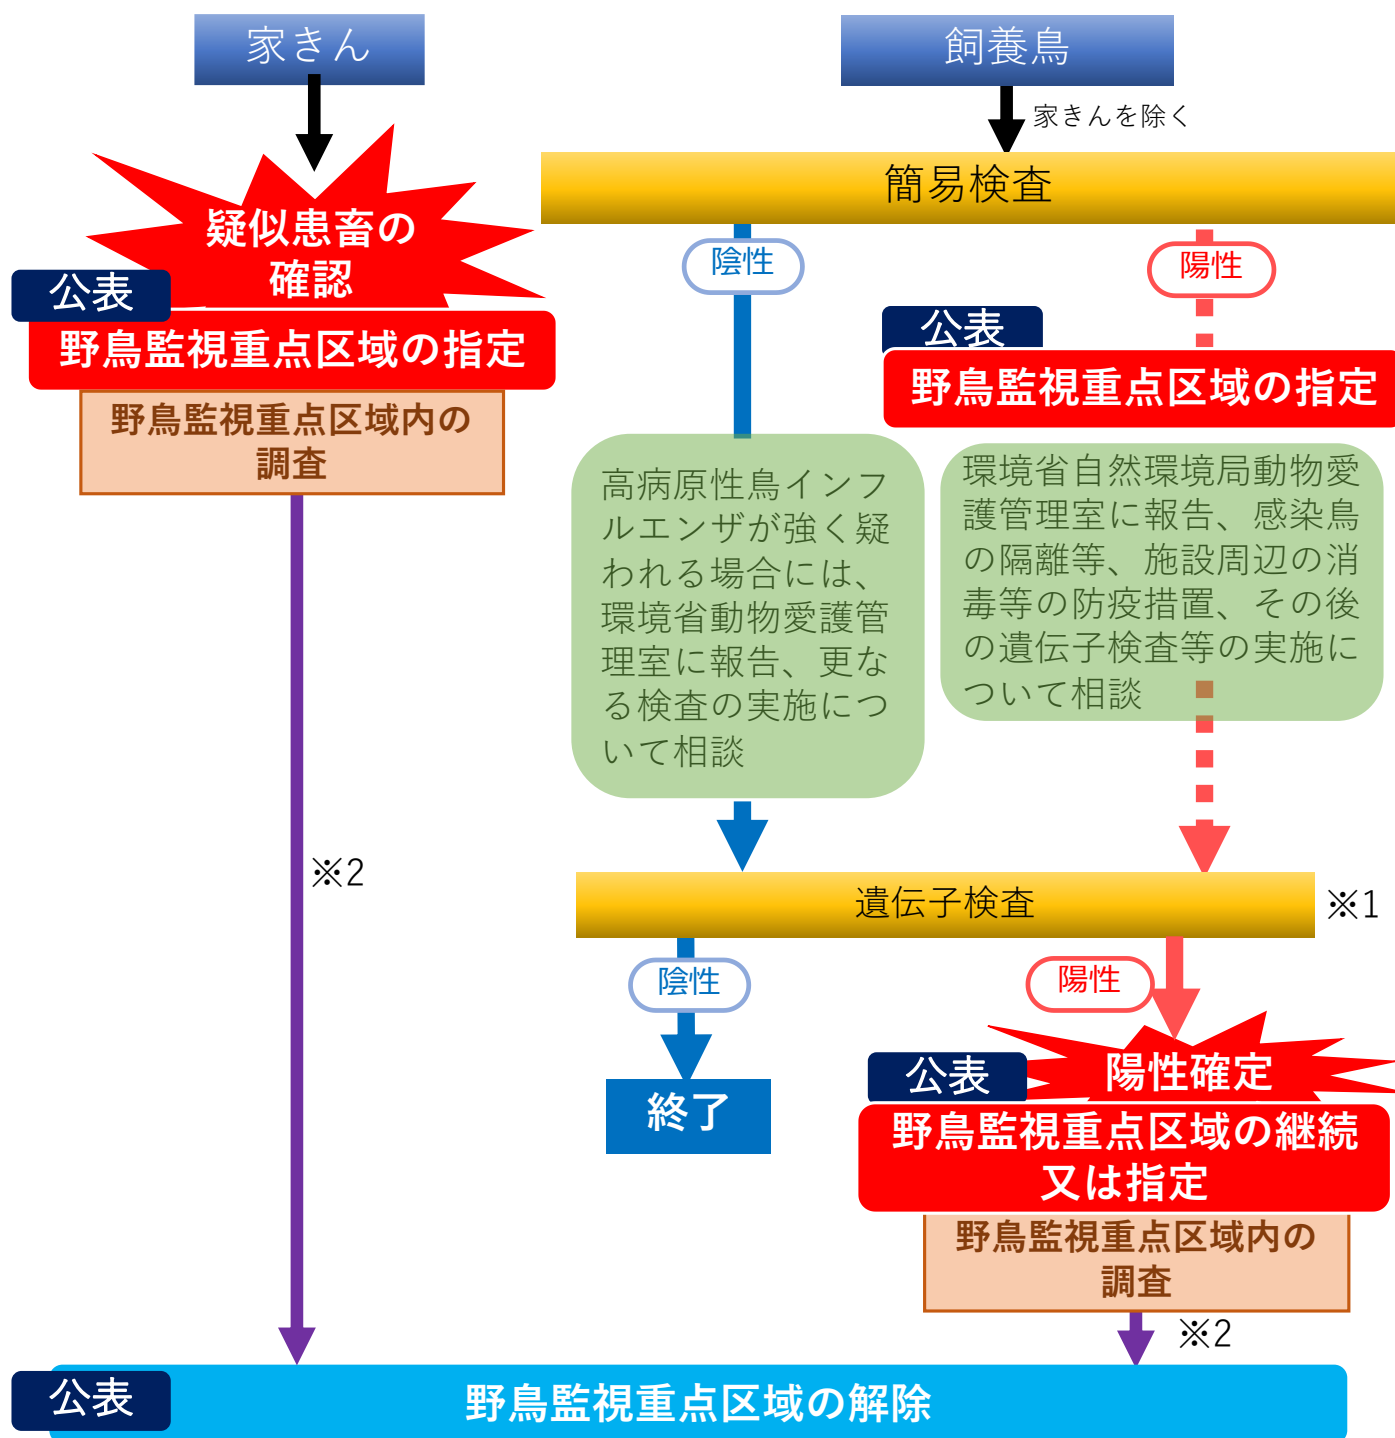 家きん
疑似患畜の
確認
公表
野鳥監視重点区域の指定
野鳥監視重点区域内の
調査
※2
飼養鳥
家きんを除く
簡易検査
陰性
陽性
公表
野鳥監視重点区域の指定
高病原性鳥インフ
ルエンザが強く疑
われる場合には、
環境省動物愛護管
理室に報告、更な
る検査の実施につ
いて相談
環境省自然環境局動物愛
護管理室に報告、感染鳥
の隔離等、施設周辺の消
毒等の防疫措置、その後
の遺伝子検査等の実施に
ついて相談
遺伝子検査
※1
陰性
陽性
終了
陽性確定
公表
野鳥監視重点区域の継続
又は指定
野鳥監視重点区域内の
調査
※2
公表
野鳥監視重点区域の解除